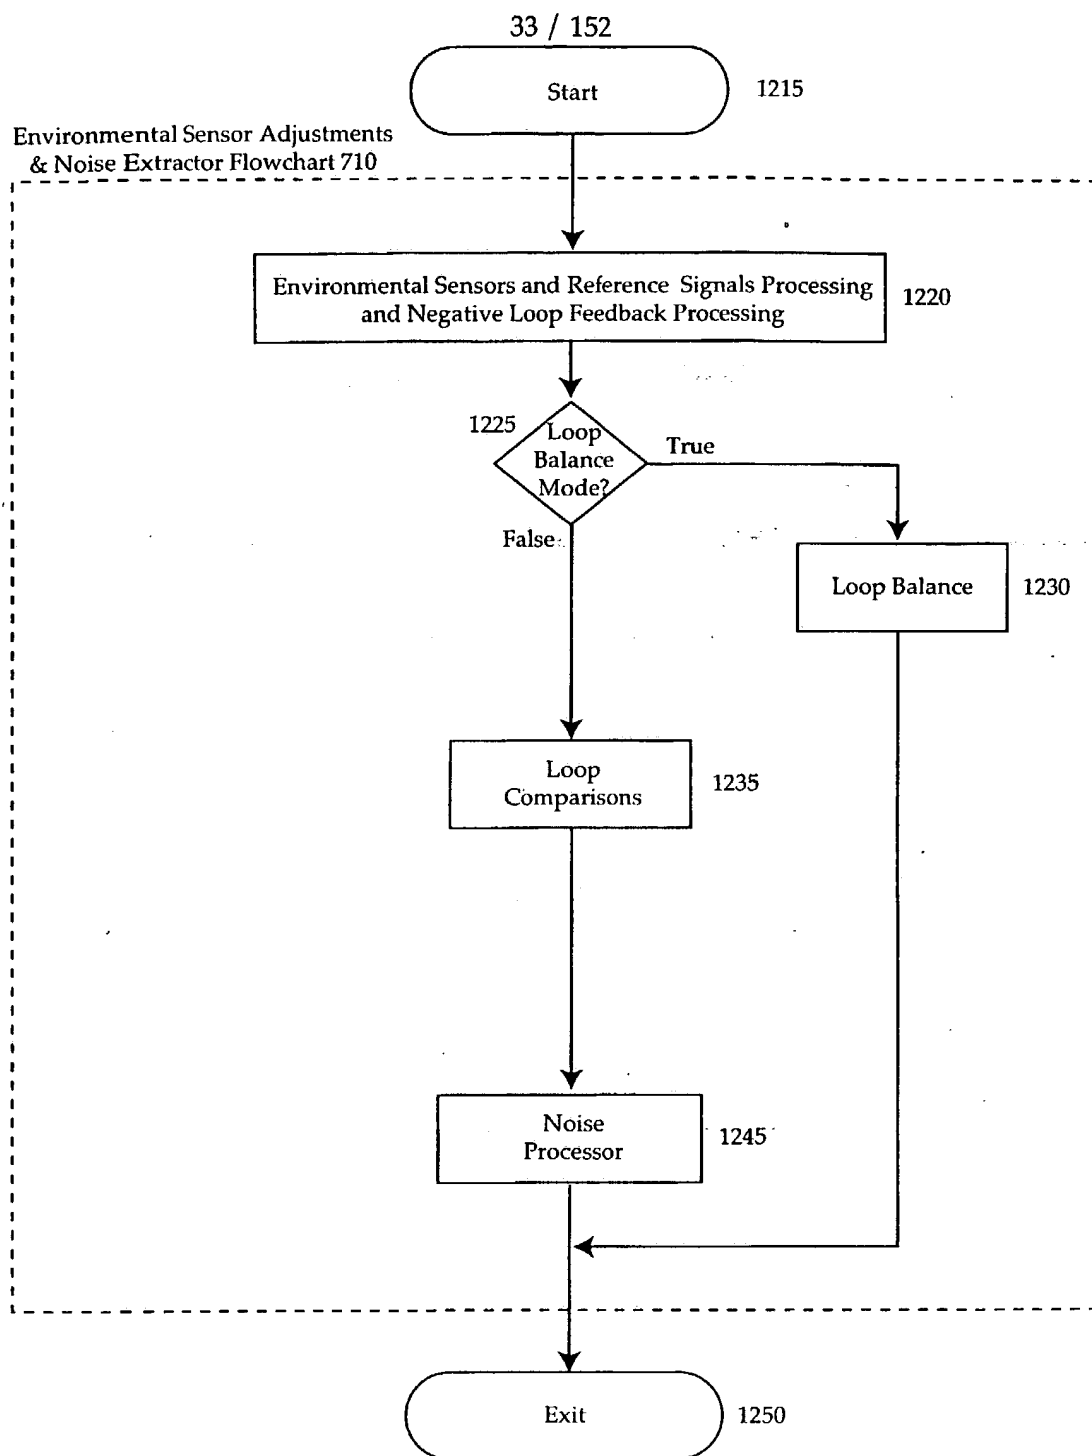 33 / 152
Start
1215
Environmental Sensor Adjustments
& Noise Extractor Flowchart 710
Environmental Sensors and Reference Signals Processing
and Negative Loop Feedback Processing
1220
1225
Loop
Balance
Mode?
True
False
Loop Balance
1230
Loop
Comparisons
1235
Noise
Processor
1245
Exit
1250